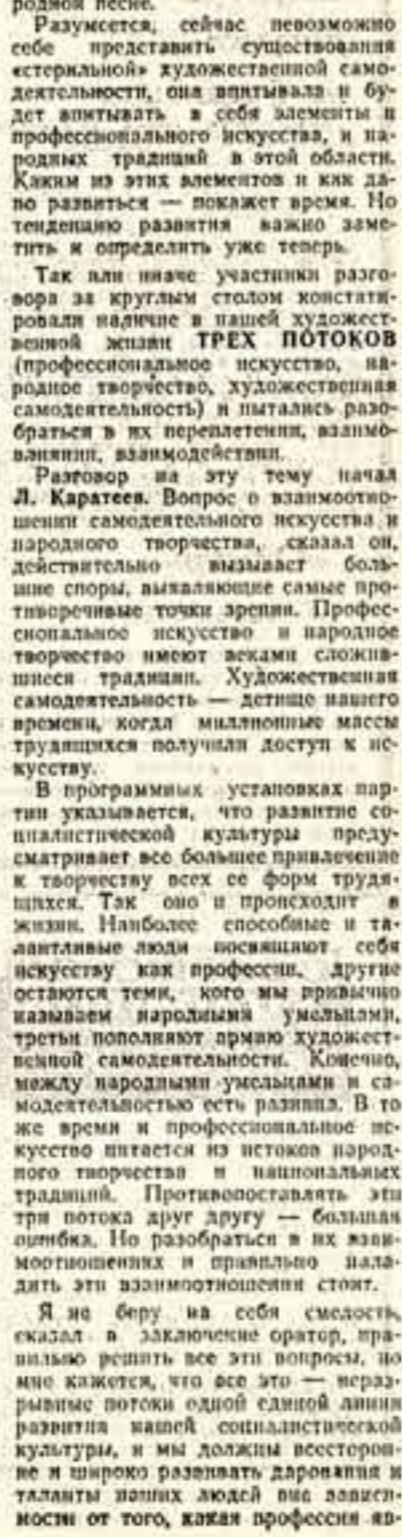 родной песне.
Разумеется, сейчас невозможно
себе представить существования
«стерильной» художественной само-
деятельности, она впитывала и бу-
дет впитывать в себя элементы и
профессионального искусства, и на-
родных традиций в этой области.
Каким из этих элементов и как да-
но развиться — покажет время. Но
тенденцию развития важно заме-
тить и определить уже теперь.
Так или иначе участники разго-
вора за круглым столом констати-
ровали наличие в нашей художест-
венной жизни ТРЕХ ПОТОКОВ
(профессиональное искусство, на-
родное творчество, художественная
самодеятельность) и пытались разо-
браться в их переплетении, взаимо-
влиянии, взаимодействии.
Разговор на эту тему начал
Л. Каратеев. Вопрос о взаимоотно-
шении самодеятельного искусства и
народного творчества, сказал он,
действительно вызывает боль-
шие споры, выявляющие самые про-
тиворечивые точки зрения. Профес-
сиональное искусство и народное
творчество имеют веками сложив-
шиеся традиции. Художественная
самодеятельность — детище нашего
времени, когда миллионные массы
трудящихся получили доступ к ис-
кусству.
В программных установках пар-
тии указывается, что развитие со-
циалистической культуры преду-
сматривает все большее привлечение
к творчеству всех ее форм трудя-
щихся. Так оно и происходит в
жизни. Наиболее способные и та-
лантливые люди посвящают себя
искусству как профессии, другие
остаются теми, кого мы привычно
называем народными умельцами,
третьи пополняют армию художест-
венной самодеятельности. Конечно,
между народными умельцами и са-
модеятельностью есть разница. В то
же время и профессиональное ис-
кусство питается из истоков народ-
ного творчества и национальных
традиций. Противопоставлять эти
три потока друг другу — большая
ошибка. Но разобраться в их взаи-
моотношениях и правильно нала-
дить эти взаимоотношения стоит.
Я не беру на себя смелость,
сказал в заключение оратор, пра-
вильно решить все эти вопросы, но
мне кажется, что все это — нераз-
рывные потоки одной единой линии
развития нашей социалистической
культуры, и мы должны всесторон-
не и широко развивать дарования и
таланты наших людей вне зависи-
мости от того, какая профессия яв-